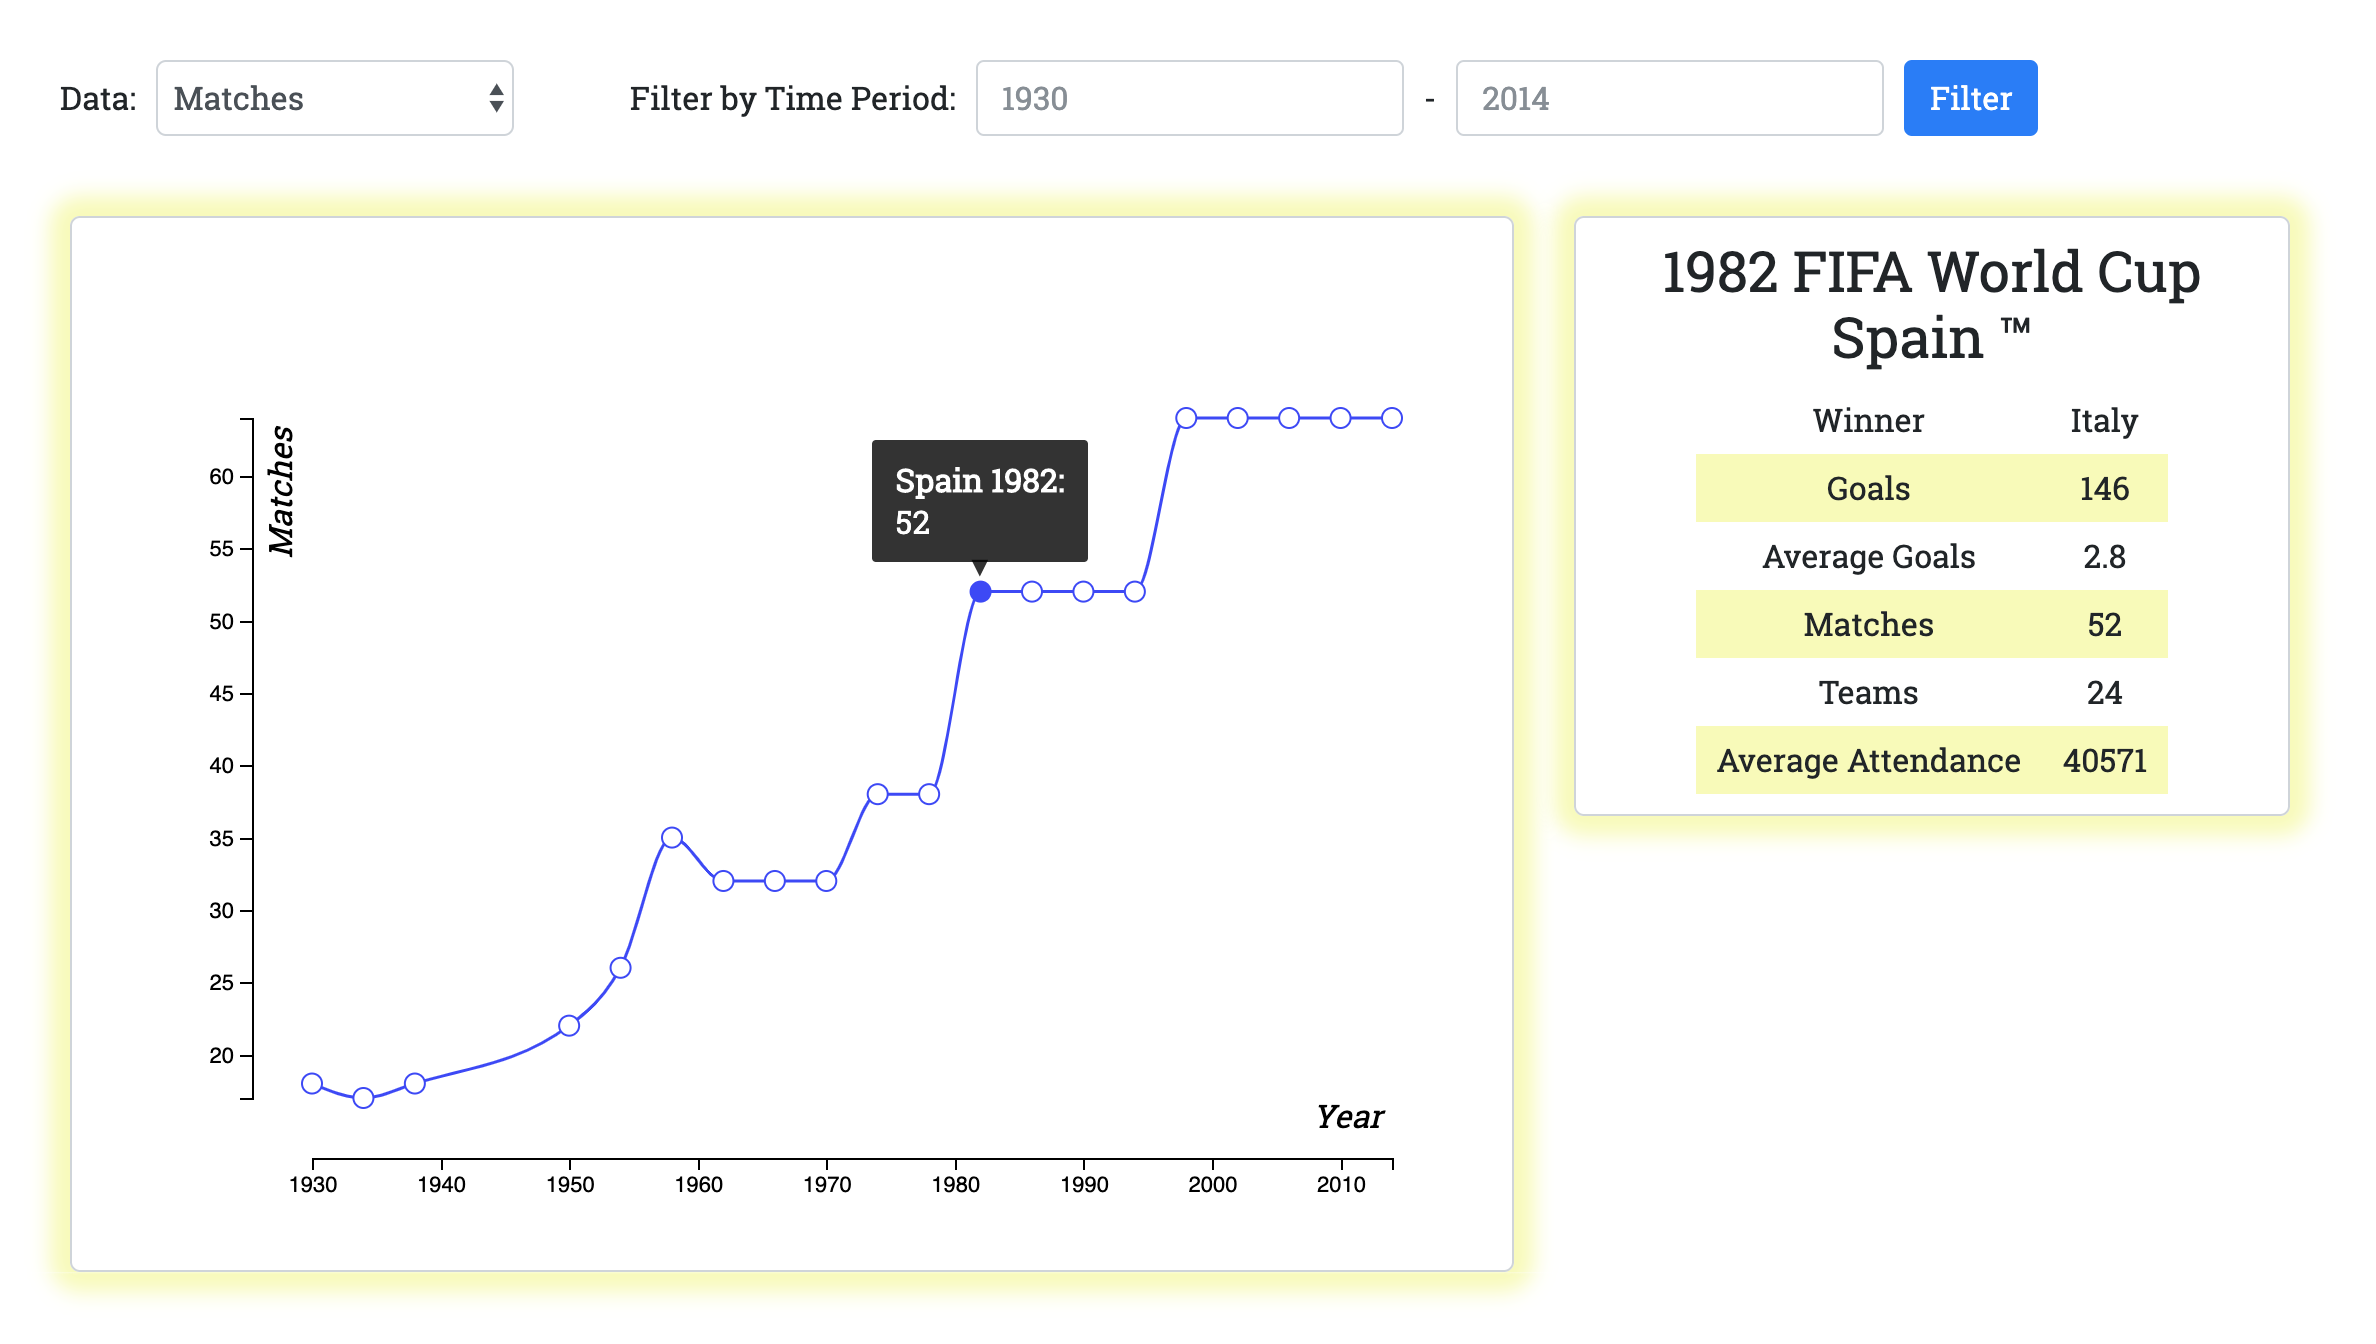 Data: Matches Filter by Time Period: 1930 - 2014 Filter
Matches
60
55
50
45
40
35
30
25
20
Spain 1982:
52
Year
1930 1940 1950 1960 1970 1980 1990 2000 2010
1982 FIFA World Cup
Spain ™
Winner Italy
Goals 146
Average Goals 2.8
Matches 52
Teams 24
Average Attendance 40571